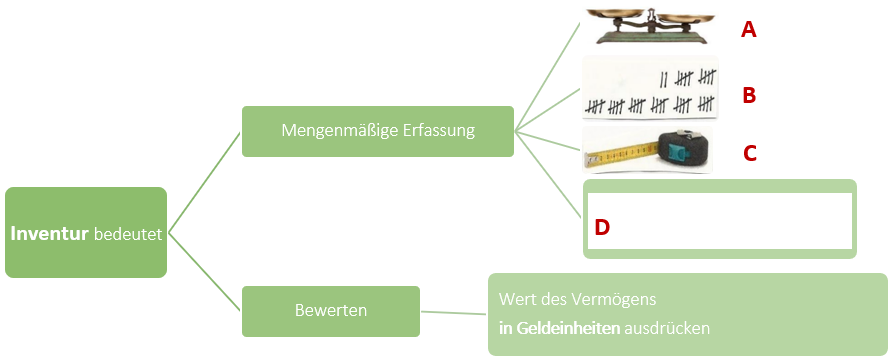 A
B
Mengenmäßige Erfassung
C
Inventur bedeutet
D
Bewerten
Wert des Vermögens
in Geldeinheiten ausdrücken